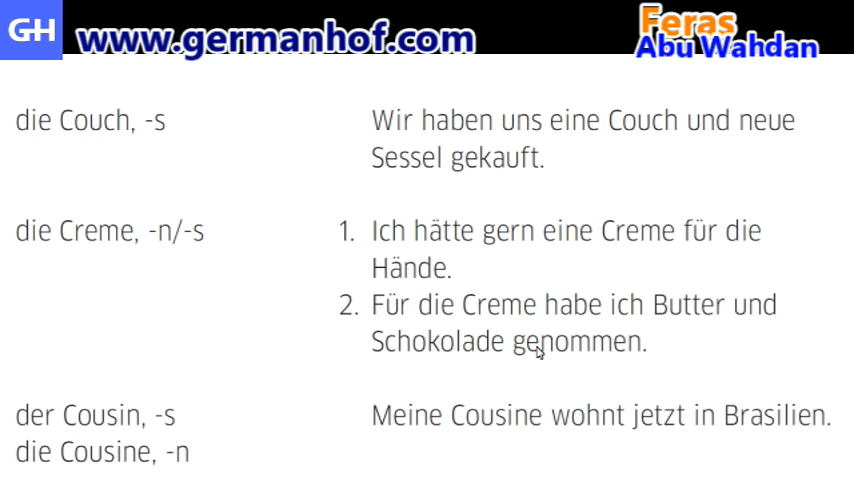 GH
www.germanhof.com
Feras
Abu Wahdan
die Couch, -s
Wir haben uns eine Couch und neue
Sessel gekauft.
die Creme, -n/-s
1. Ich hätte gern eine Creme für die
Hände.
2. Für die Creme habe ich Butter und
Schokolade genommen.
der Cousin, -s
Meine Cousine wohnt jetzt in Brasilien.
die Cousine, -n